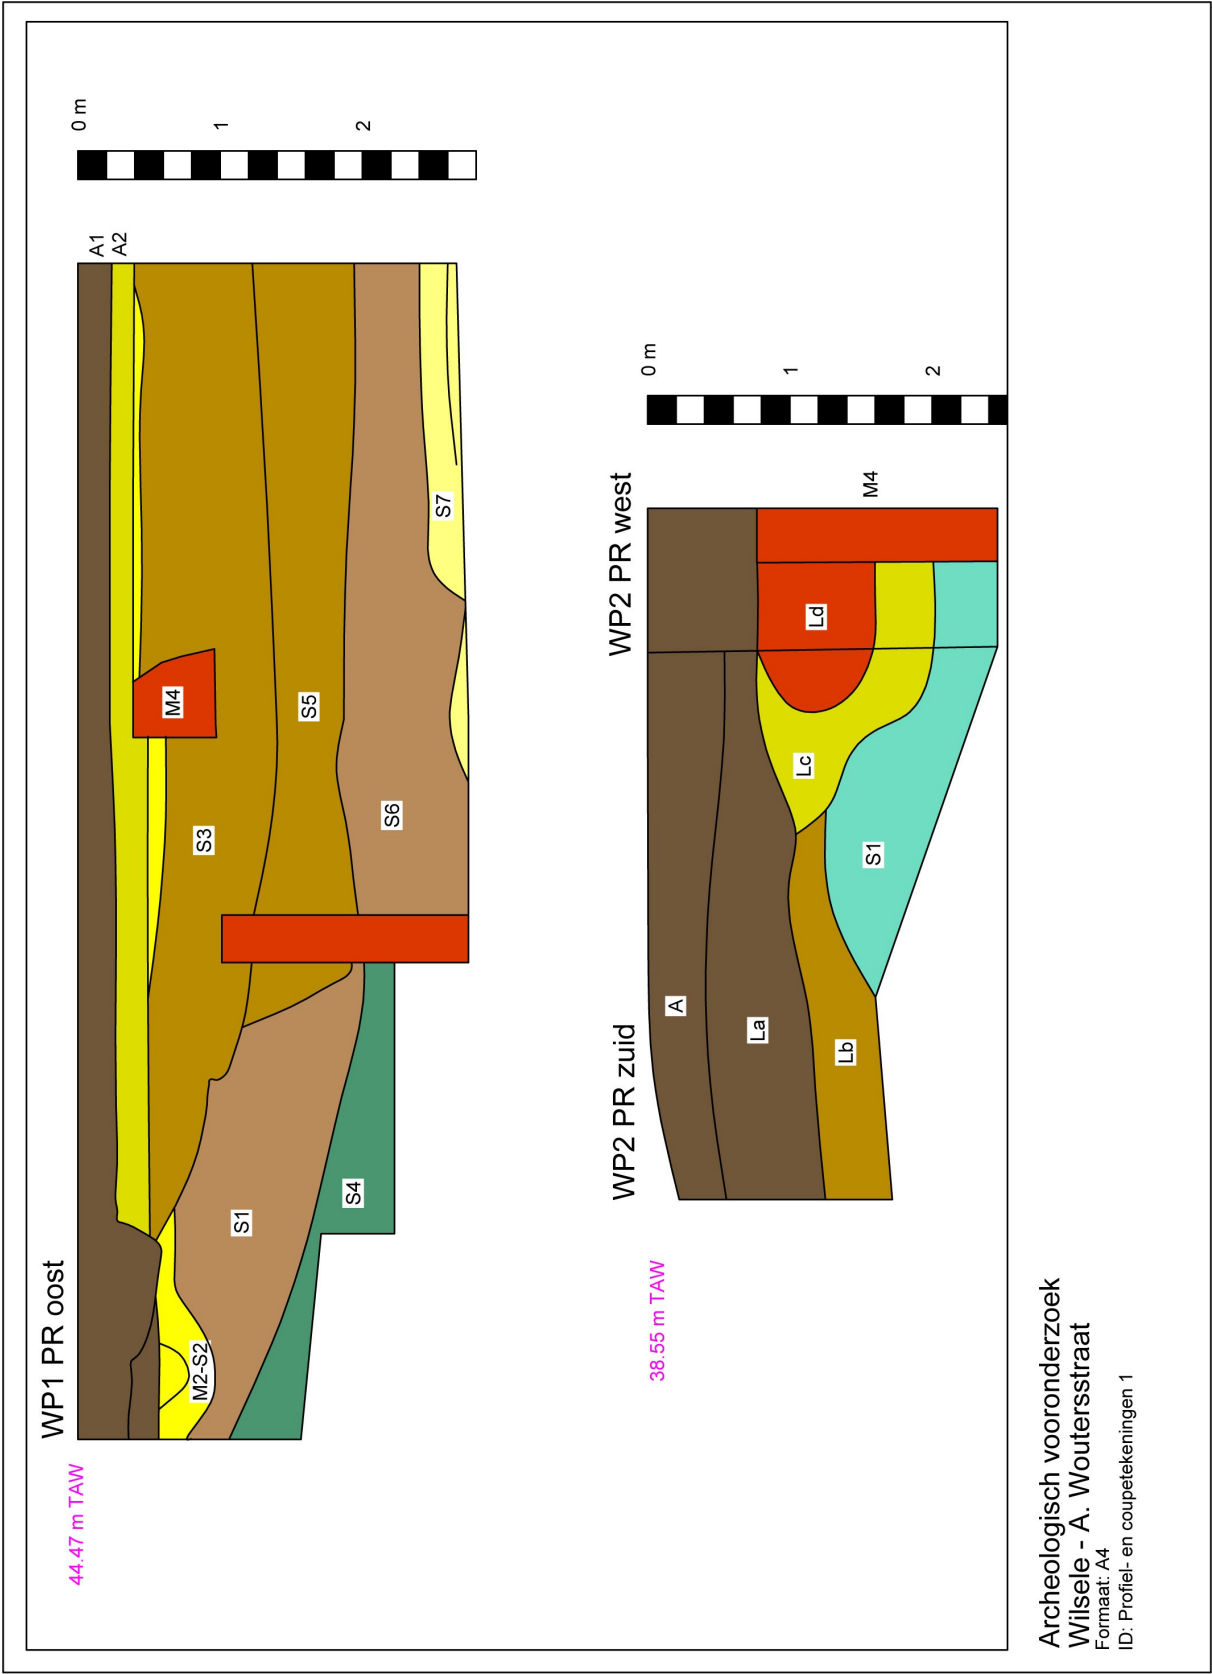 WP1 PR oost
44.47 m TAW
A1
A2
0 m
1
2
M4
S3
S5
S7
S6
M2-S2
S1
S4
WP2 PR zuid
WP2 PR west
38.55 m TAW
0 m
1
2
M4
A
La
Lb
Lc
Ld
S1
Archeologisch vooronderzoek
Wilsele - A. Woutersstraat
Formaat: A4
ID: Profiel- en coupetekeningen 1